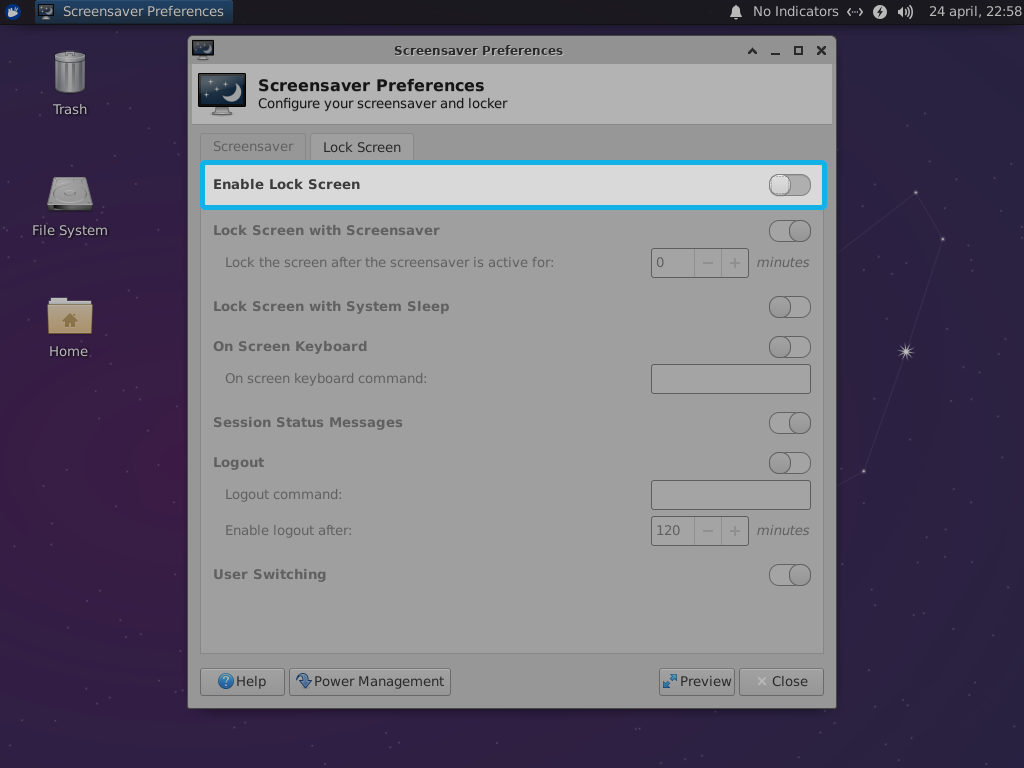 Screensaver Preferences
No Indicators
24 april, 22:58
Trash
File System
Home
Screensaver Preferences
Screensaver Preferences
Configure your screensaver and locker
Screensaver
Lock Screen
Enable Lock Screen
Lock Screen with Screensaver
Lock the screen after the screensaver is active for:
0
minutes
Lock Screen with System Sleep
On Screen Keyboard
On screen keyboard command:
Session Status Messages
Logout
Logout command:
Enable logout after:
120
minutes
User Switching
Help
Power Management
Preview
Close